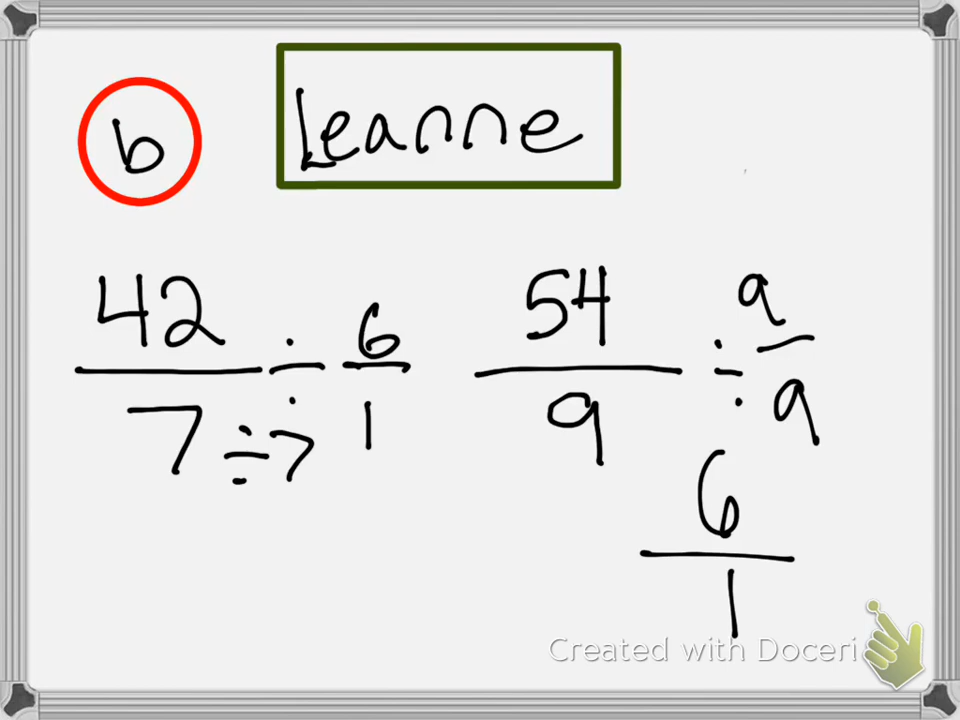 b
Leanne
42 ÷ 6
7 ÷7 1
54 ÷ 9
9 9
6
1
Created with Doceri